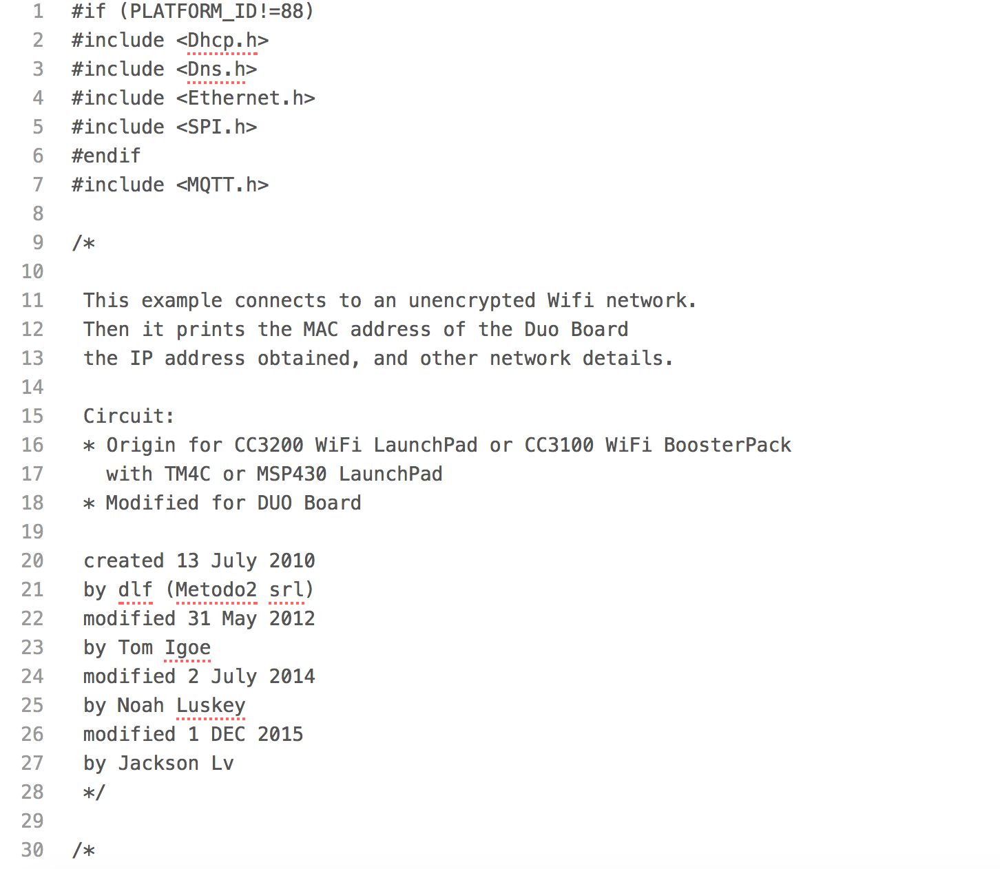 1 #if (PLATFORM_ID!=88)
2 #include <Dhcp.h>
3 #include <Dns.h>
4 #include <Ethernet.h>
5 #include <SPI.h>
6 #endif
7 #include <MQTT.h>
8
9 /*
10
11 This example connects to an unencrypted Wifi network.
12 Then it prints the MAC address of the Duo Board
13 the IP address obtained, and other network details.
14
15 Circuit:
16 * Origin for CC3200 WiFi LaunchPad or CC3100 WiFi BoosterPack
17 with TM4C or MSP430 LaunchPad
18 * Modified for DUO Board
19
20 created 13 July 2010
21 by dlf (Metodo2 srl)
22 modified 31 May 2012
23 by Tom Igoe
24 modified 2 July 2014
25 by Noah Luskey
26 modified 1 DEC 2015
27 by Jackson Lv
28 */
29
30 /*